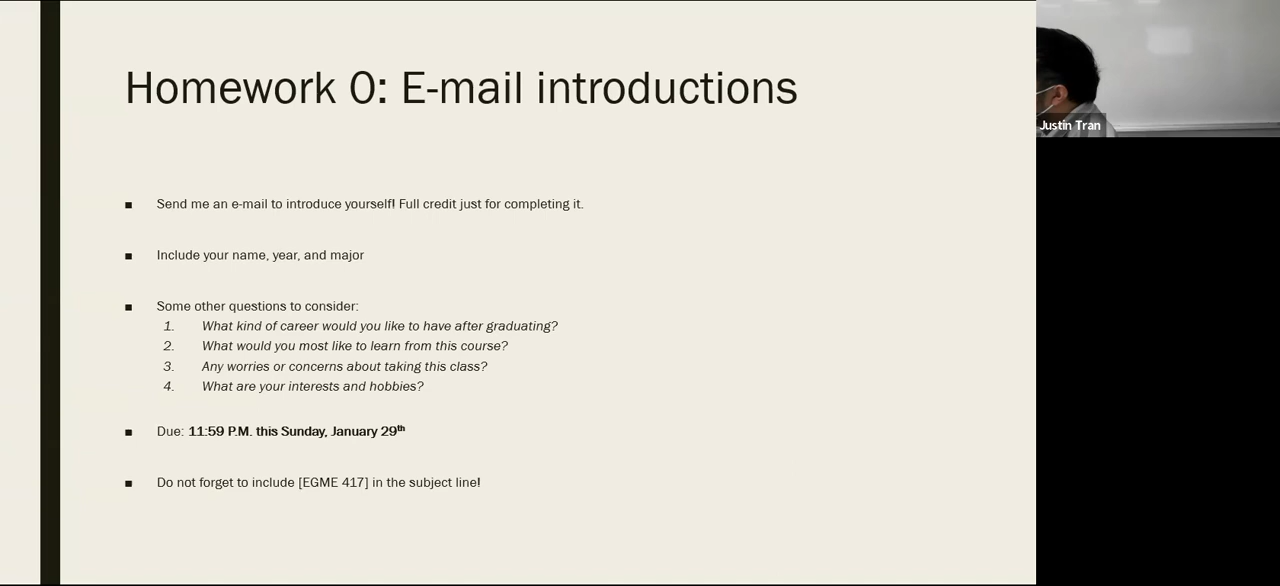 Homework 0: E-mail introductions
■ Send me an e-mail to introduce yourself! Full credit just for completing it.
■ Include your name, year, and major
■ Some other questions to consider:
1. What kind of career would you like to have after graduating?
2. What would you most like to learn from this course?
3. Any worries or concerns about taking this class?
4. What are your interests and hobbies?
■ Due: 11:59 P.M. this Sunday, January 29th
■ Do not forget to include [EGME 417] in the subject line!
Justin Tran